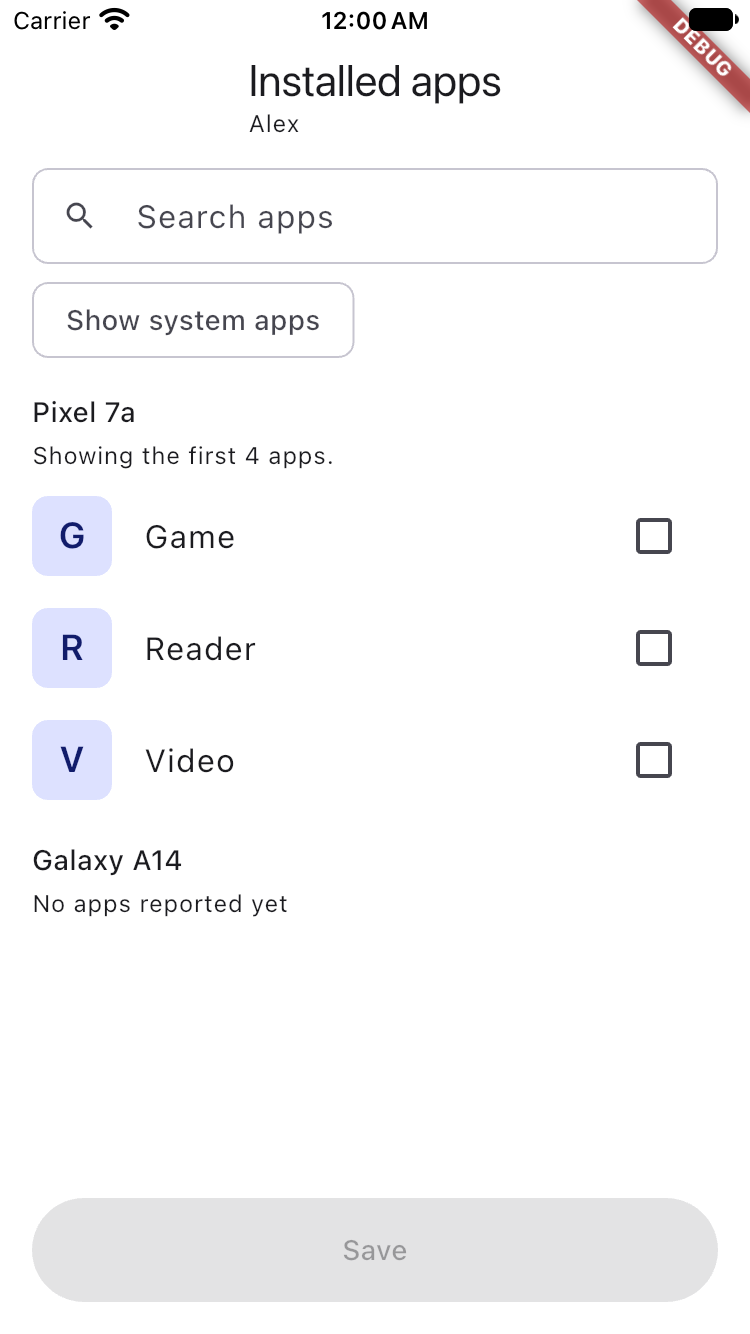 Carrier 12:00 AM
DEBUG
Installed apps
Alex
Search apps
Show system apps
Pixel 7a
Showing the first 4 apps.
G Game
R Reader
V Video
Galaxy A14
No apps reported yet
Save